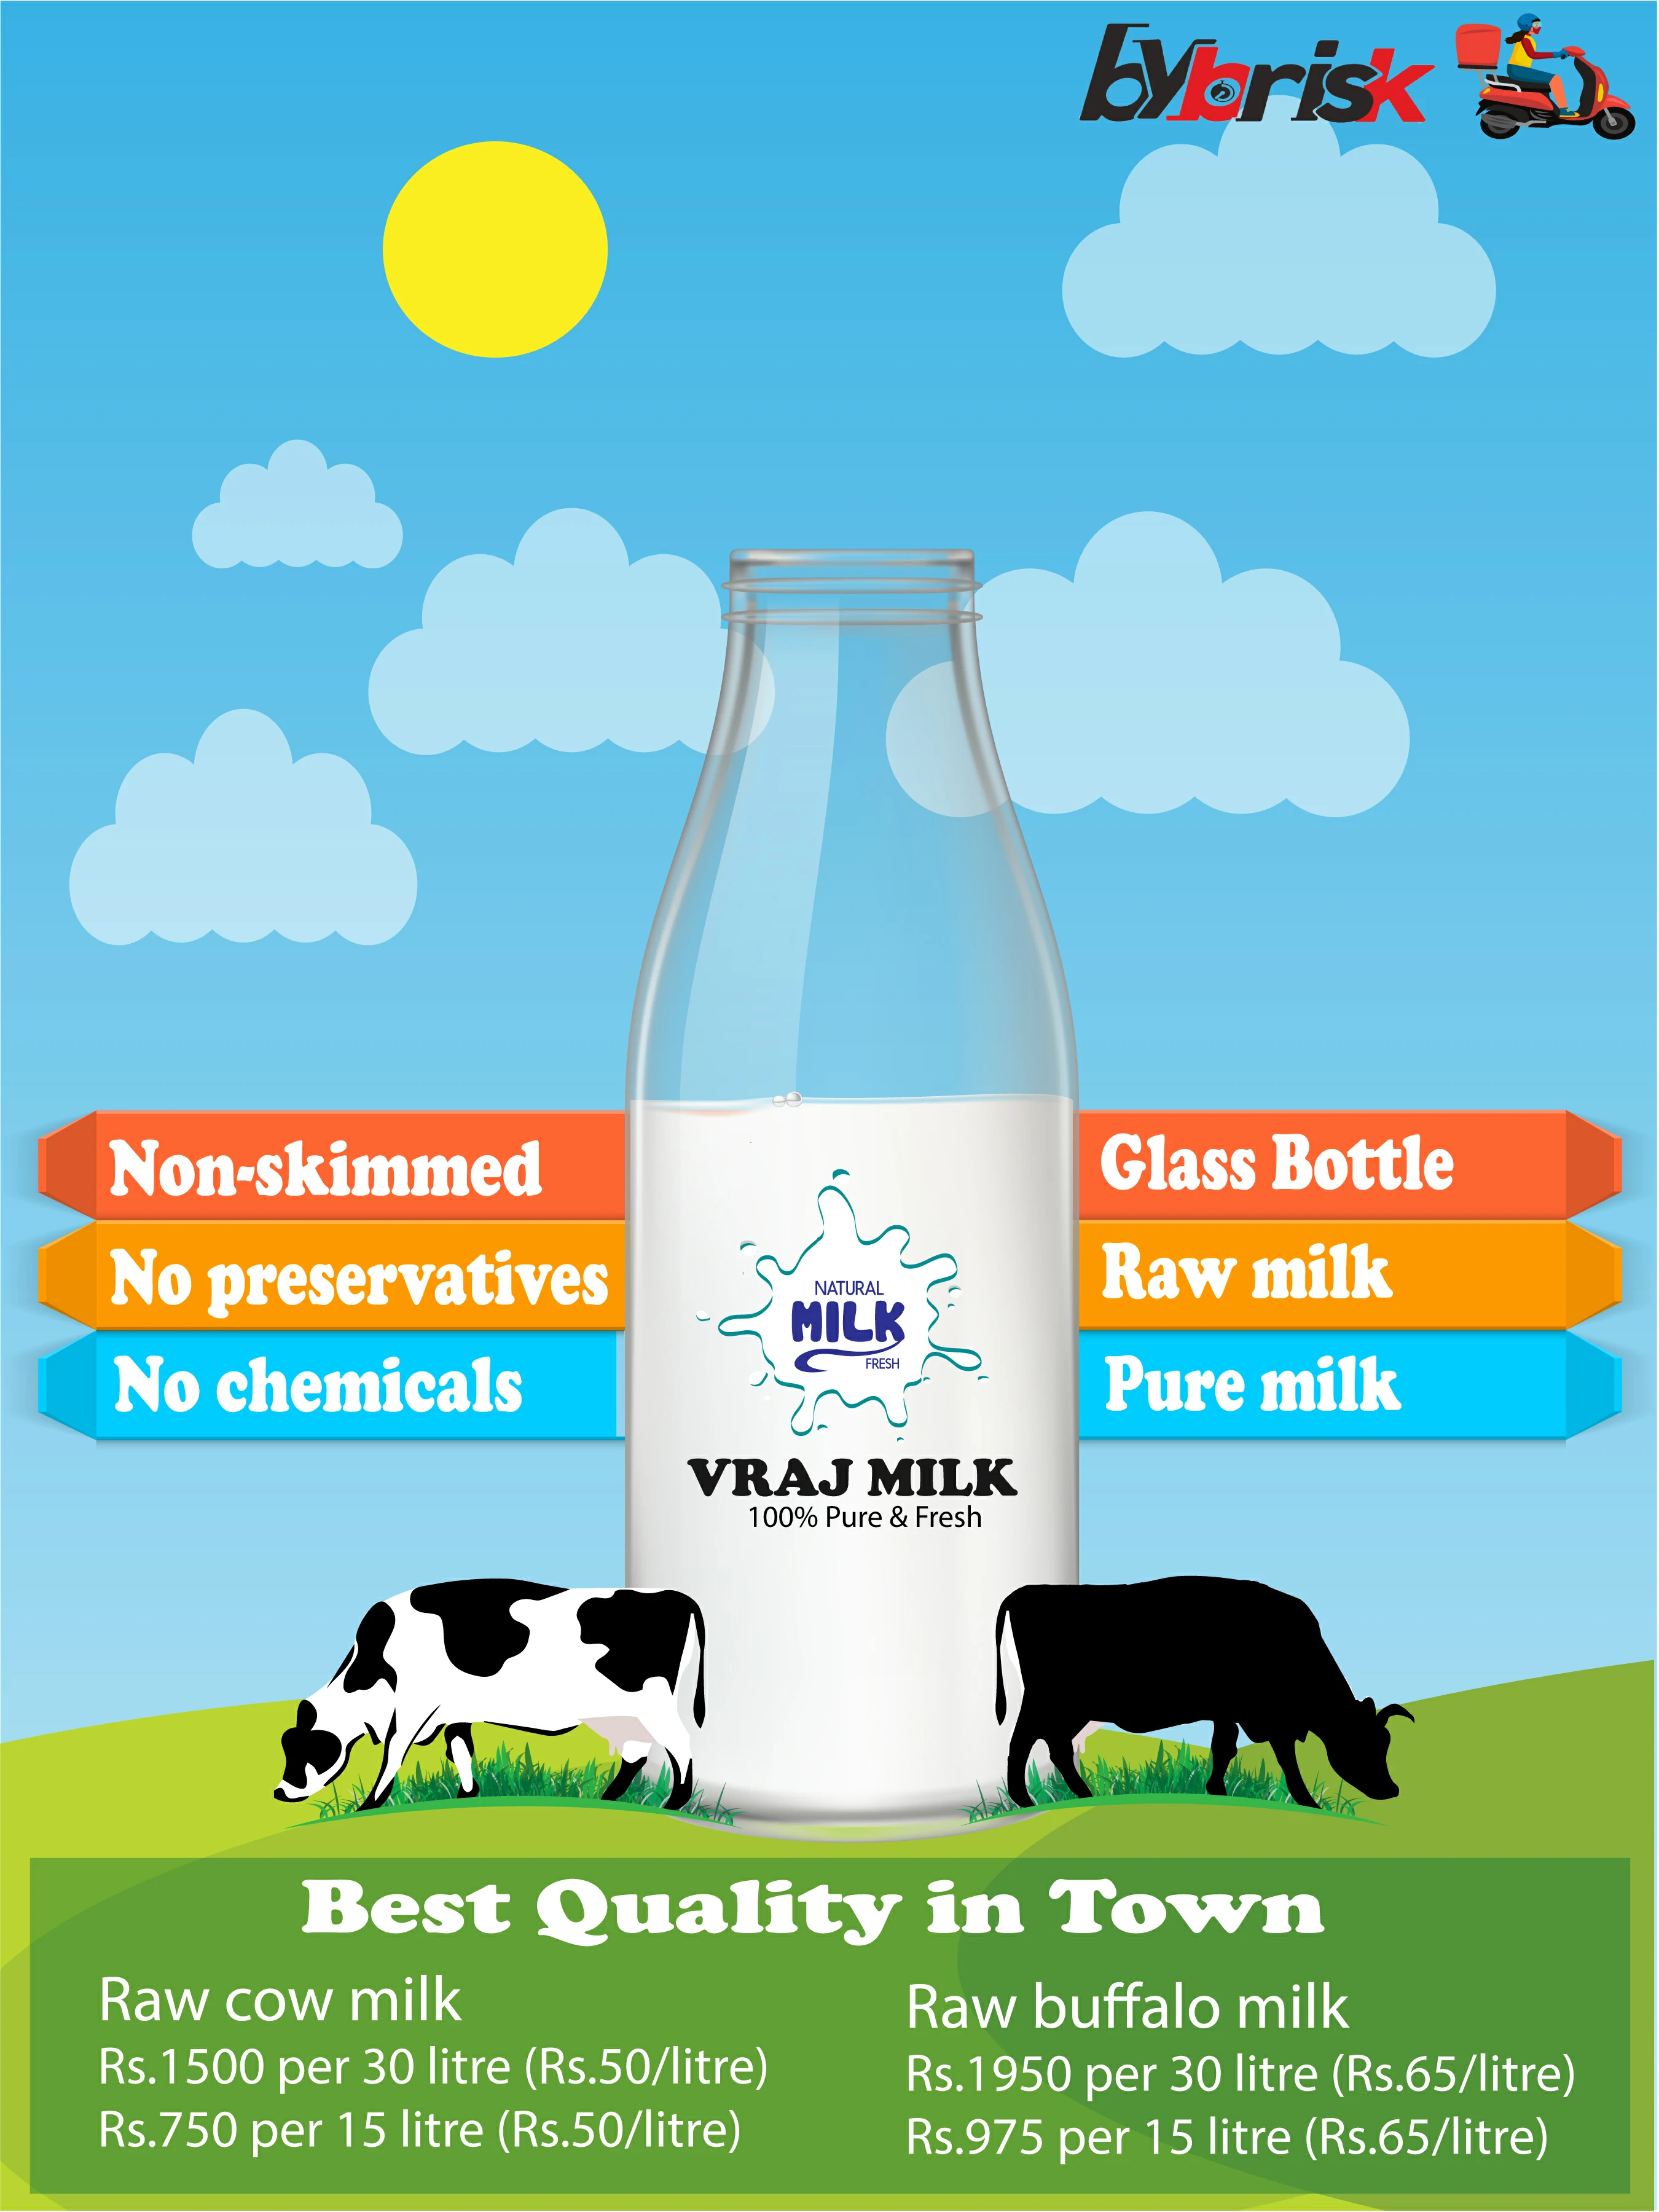 bybrisk
Non-skimmed
No preservatives
No chemicals
Glass Bottle
Raw milk
Pure milk
NATURAL
MILK
FRESH
VRAJ MILK
100% Pure & Fresh
Best Quality in Town
Raw cow milk
Rs.1500 per 30 litre (Rs.50/litre)
Rs.750 per 15 litre (Rs.50/litre)
Raw buffalo milk
Rs.1950 per 30 litre (Rs.65/litre)
Rs.975 per 15 litre (Rs.65/litre)